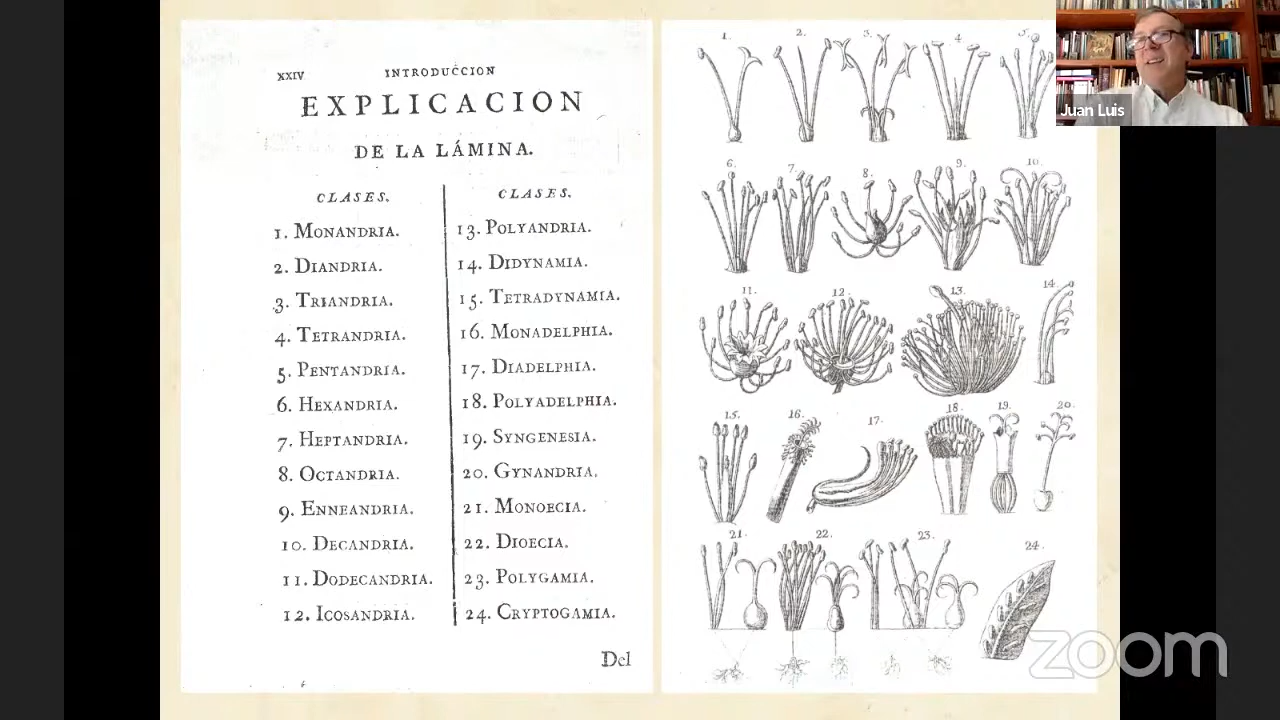 XXIV INTRODUCCION
EXPLICACION
DE LA LÁMINA.
CLASES.
1. MONANDRIA.
2. DIANDRIA.
3. TRIANDRIA.
4. TETRANDRIA.
5. PENTANDRIA.
6. HEXANDRIA.
7. HEPTANDRIA.
8. OCTANDRIA.
9. ENNEANDRIA.
10. DECANDRIA.
11. DODECANDRIA.
12. ICOSANDRIA.
CLASES.
13. POLYANDRIA.
14. DIDYNAMIA.
15. TETRADYNAMIA.
16. MONADELPHIA.
17. DIADELPHIA.
18. POLYADELPHIA.
19. SYNGENESIA.
20. GYNANDRIA.
21. MONOECIA.
22. DIOECIA.
23. POLYGAMIA.
24. CRYPTOGAMIA.
Del
1. 2. 3. 4. 5.
6. 7. 8. 9. 10.
11. 12. 13. 14.
15. 16. 17. 18. 19. 20.
21. 22. 23. 24.
Juan Luis
zoom